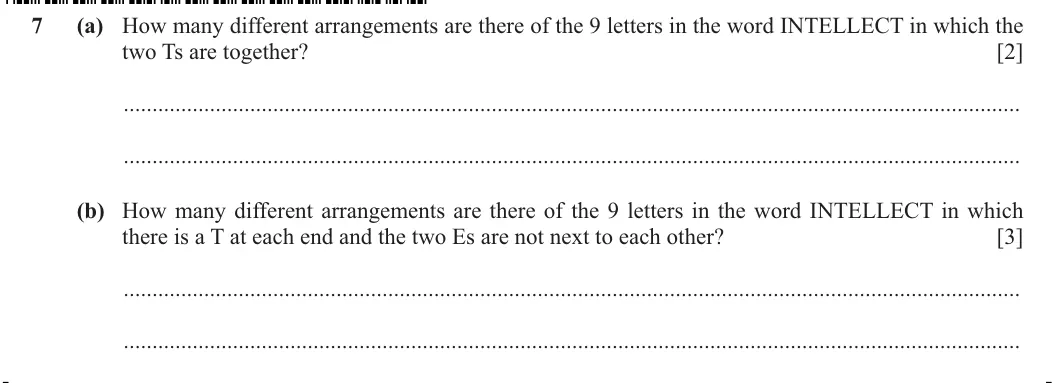 7 (a) How many different arrangements are there of the 9 letters in the word INTELLECT in which the
two Ts are together? [2]
....................................................................................................................................................
....................................................................................................................................................
(b) How many different arrangements are there of the 9 letters in the word INTELLECT in which
there is a T at each end and the two Es are not next to each other? [3]
....................................................................................................................................................
....................................................................................................................................................